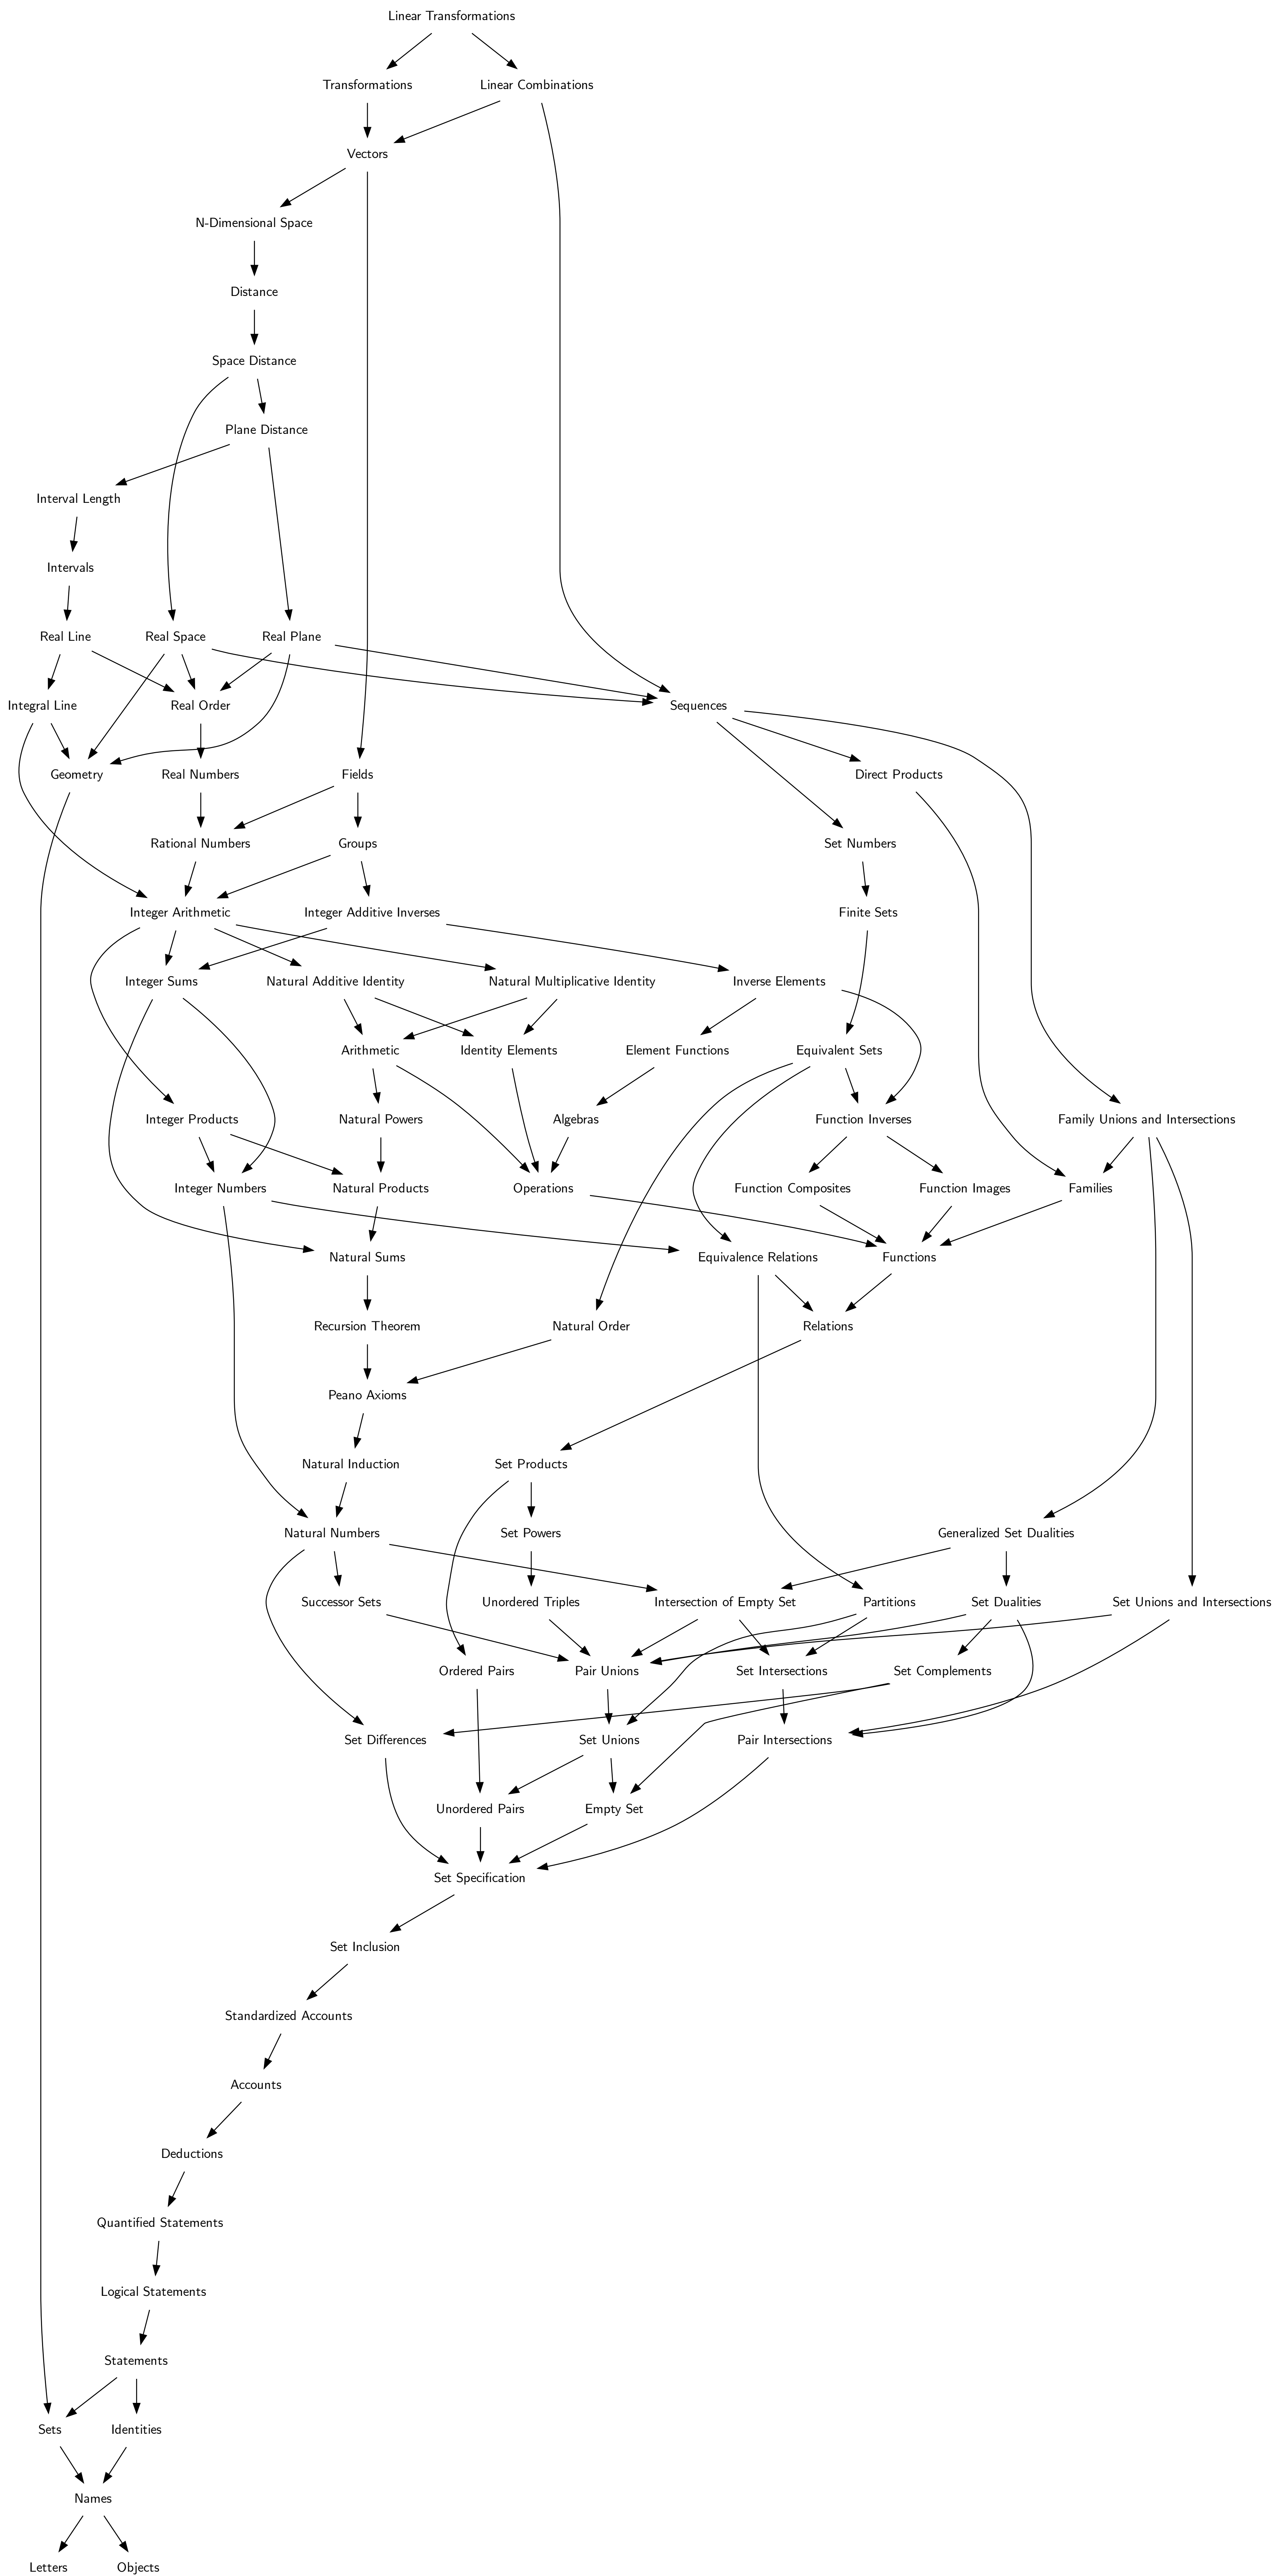 Linear Transformations
Transformations
Linear Combinations
Vectors
N-Dimensional Space
Distance
Space Distance
Plane Distance
Interval Length
Intervals
Real Line
Real Space
Real Plane
Integral Line
Real Order
Sequences
Geometry
Real Numbers
Fields
Direct Products
Rational Numbers
Groups
Set Numbers
Integer Arithmetic
Integer Additive Inverses
Finite Sets
Integer Sums
Natural Additive Identity
Natural Multiplicative Identity
Inverse Elements
Arithmetic
Identity Elements
Element Functions
Equivalent Sets
Integer Products
Natural Powers
Algebras
Function Inverses
Family Unions and Intersections
Integer Numbers
Natural Products
Operations
Function Composites
Function Images
Families
Natural Sums
Equivalence Relations
Functions
Recursion Theorem
Natural Order
Relations
Peano Axioms
Natural Induction
Set Products
Natural Numbers
Set Powers
Generalized Set Dualities
Successor Sets
Unordered Triples
Intersection of Empty Set
Partitions
Set Dualities
Set Unions and Intersections
Ordered Pairs
Pair Unions
Set Intersections
Set Complements
Set Differences
Set Unions
Pair Intersections
Unordered Pairs
Empty Set
Set Specification
Set Inclusion
Standardized Accounts
Accounts
Deductions
Quantified Statements
Logical Statements
Statements
Sets
Identities
Names
Letters
Objects